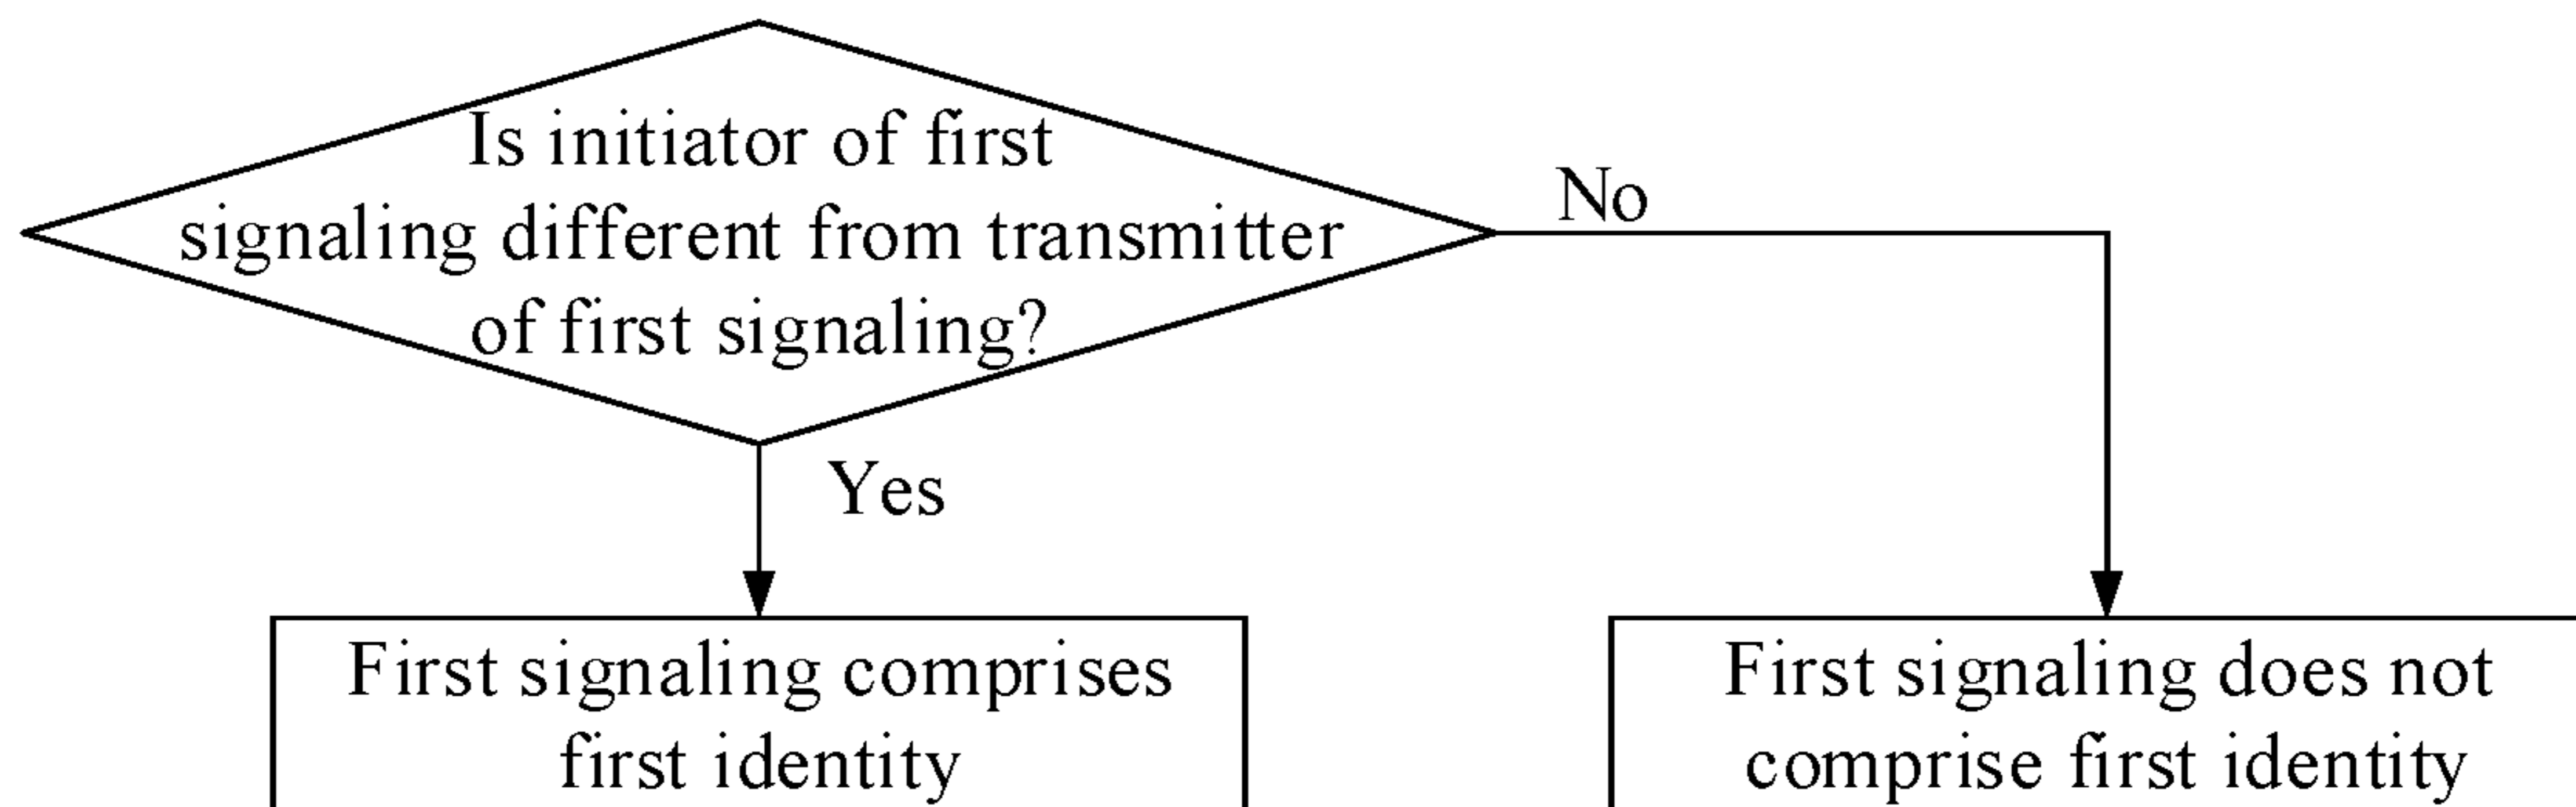 Is initiator of first
signaling different from transmitter
of first signaling?
No
Yes
First signaling comprises
first identity
First signaling does not
comprise first identity